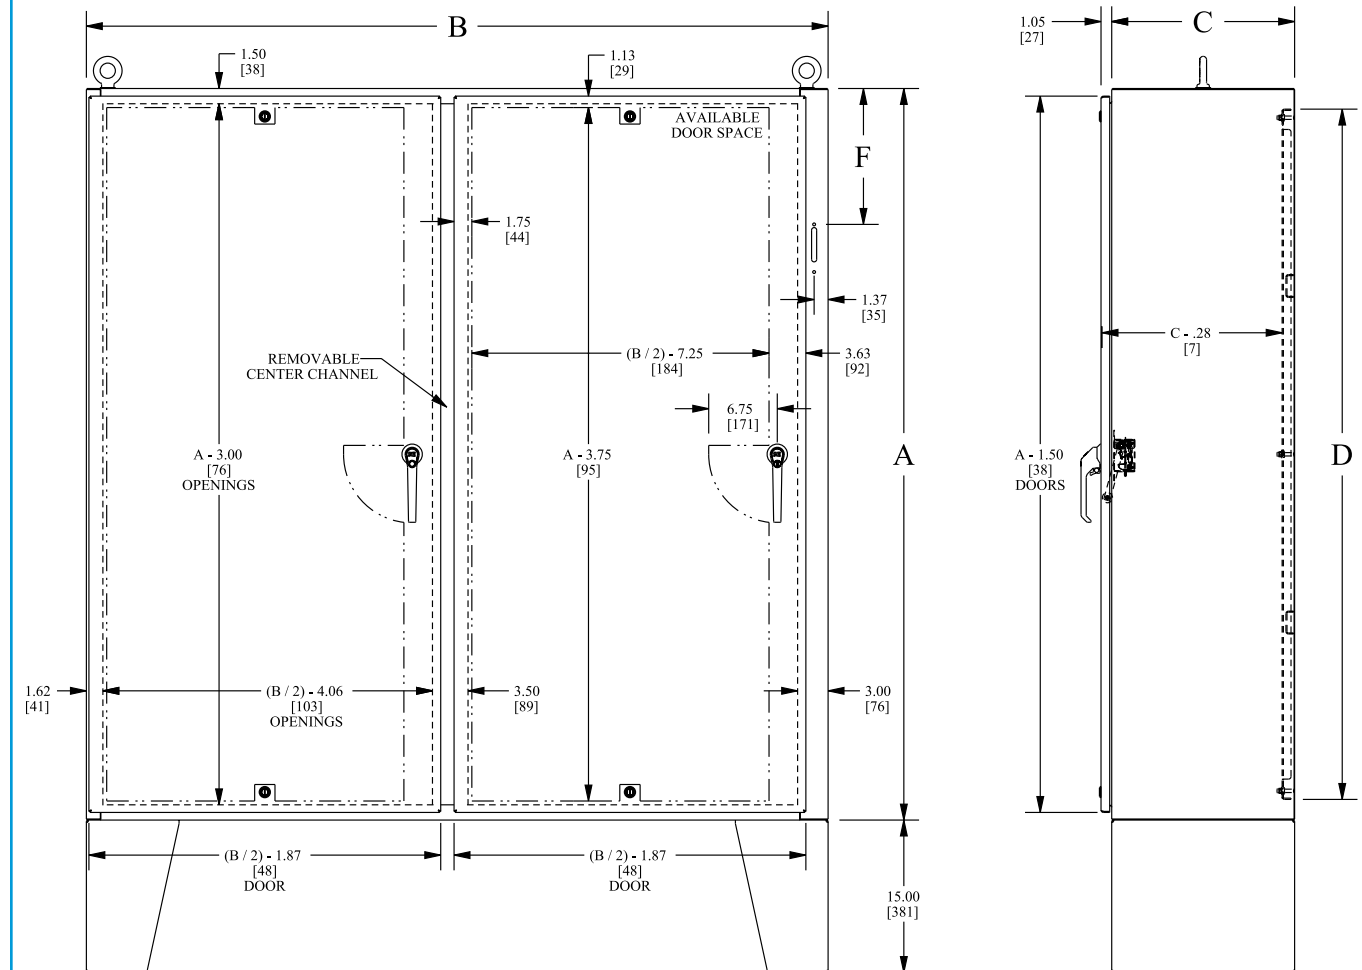 B
1.50
[38]
1.13
[29]
AVAILABLE
DOOR SPACE
F
1.75
[44]
1.37
[35]
(B / 2) - 7.25
[184]
3.63
[92]
REMOVABLE
CENTER CHANNEL
6.75
[171]
A - 3.00
[76]
OPENINGS
A - 3.75
[95]
A
1.62
[41]
(B / 2) - 4.06
[103]
OPENINGS
3.50
[89]
3.00
[76]
(B / 2) - 1.87
[48]
DOOR
(B / 2) - 1.87
[48]
DOOR
15.00
[381]
1.05
[27]
C
C - .28
[7]
A - 1.50
[38]
DOORS
D